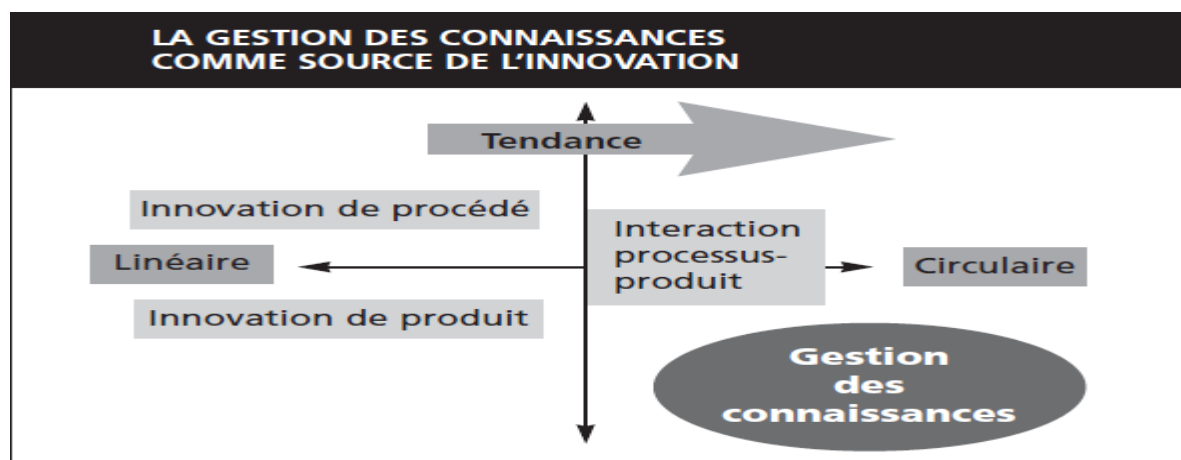 LA GESTION DES CONNAISSANCES
COMME SOURCE DE L'INNOVATION
Tendance
Innovation de procédé
Interaction
processus-
produit
Linéaire
Circulaire
Innovation de produit
Gestion
des
connaissances